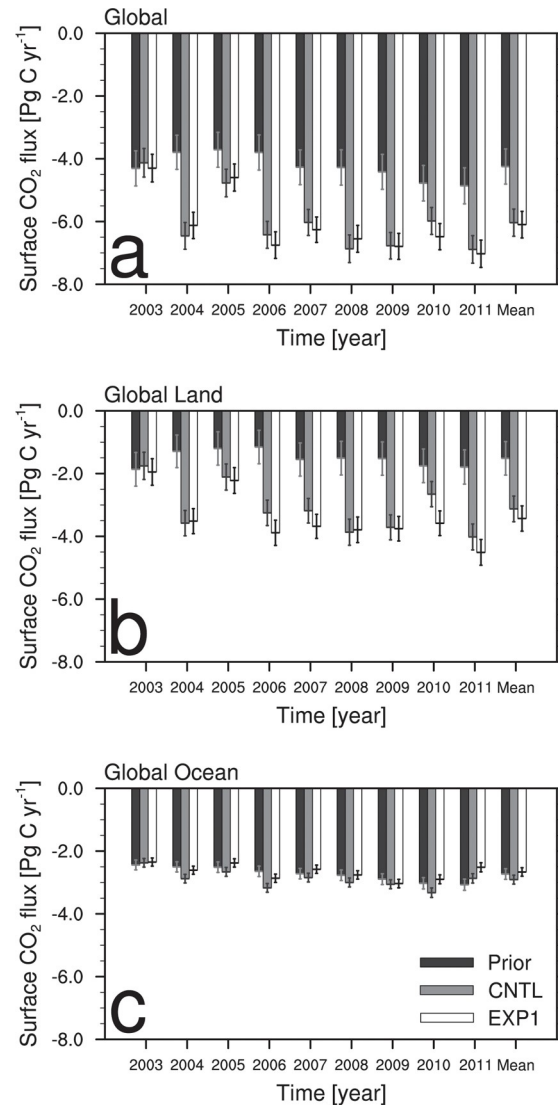 Global
Surface CO₂ flux [Pg C yr⁻¹]
0.0
-2.0
-4.0
-6.0
-8.0
a
2003 2004 2005 2006 2007 2008 2009 2010 2011 Mean
Time [year]
Global Land
Surface CO₂ flux [Pg C yr⁻¹]
0.0
-2.0
-4.0
-6.0
-8.0
b
2003 2004 2005 2006 2007 2008 2009 2010 2011 Mean
Time [year]
Global Ocean
Surface CO₂ flux [Pg C yr⁻¹]
0.0
-2.0
-4.0
-6.0
-8.0
c
Prior
CNTL
EXP1
2003 2004 2005 2006 2007 2008 2009 2010 2011 Mean
Time [year]